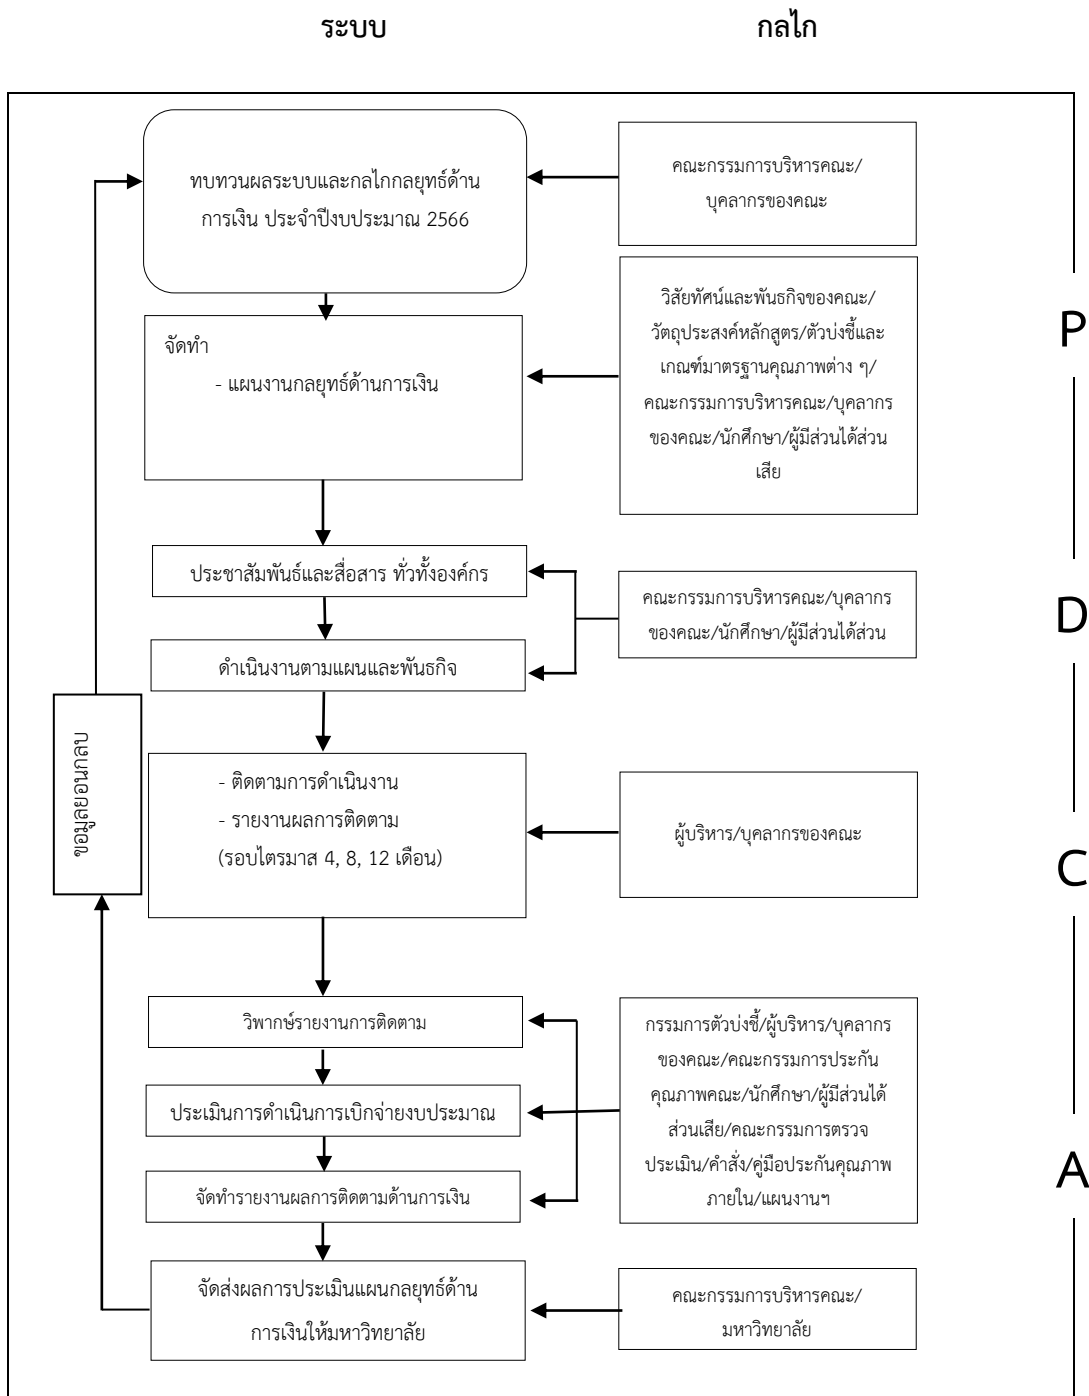 ระบบ
กลไก
ทบทวนผลระบบและกลไกกลยุทธ์ด้าน
การเงิน ประจำปีงบประมาณ 2566
คณะกรรมการบริหารคณะ/
บุคลากรของคณะ
จัดทำ
- แผนงานกลยุทธ์ด้านการเงิน
วิสัยทัศน์และพันธกิจของคณะ/
วัตถุประสงค์หลักสูตร/ตัวบ่งชี้และ
เกณฑ์มาตรฐานคุณภาพต่าง ๆ/
คณะกรรมการบริหารคณะ/บุคลากร
ของคณะ/นักศึกษา/ผู้มีส่วนได้ส่วน
เสีย
P
ประชาสัมพันธ์และสื่อสาร ทั่วทั้งองค์กร
ดำเนินงานตามแผนและพันธกิจ
คณะกรรมการบริหารคณะ/บุคลากร
ของคณะ/นักศึกษา/ผู้มีส่วนได้ส่วน
D
ขอมูลยอนกลบ
- ติดตามการดำเนินงาน
- รายงานผลการติดตาม
(รอบไตรมาส 4, 8, 12 เดือน)
ผู้บริหาร/บุคลากรของคณะ
C
วิพากษ์รายงานการติดตาม
ประเมินการดำเนินการเบิกจ่ายงบประมาณ
จัดทำรายงานผลการติดตามด้านการเงิน
กรรมการตัวบ่งชี้/ผู้บริหาร/บุคลากร
ของคณะ/คณะกรรมการประกัน
คุณภาพคณะ/นักศึกษา/ผู้มีส่วนได้
ส่วนเสีย/คณะกรรมการตรวจ
ประเมิน/คำสั่ง/คู่มือประกันคุณภาพ
ภายใน/แผนงานฯ
A
จัดส่งผลการประเมินแผนกลยุทธ์ด้าน
การเงินให้มหาวิทยาลัย
คณะกรรมการบริหารคณะ/
มหาวิทยาลัย